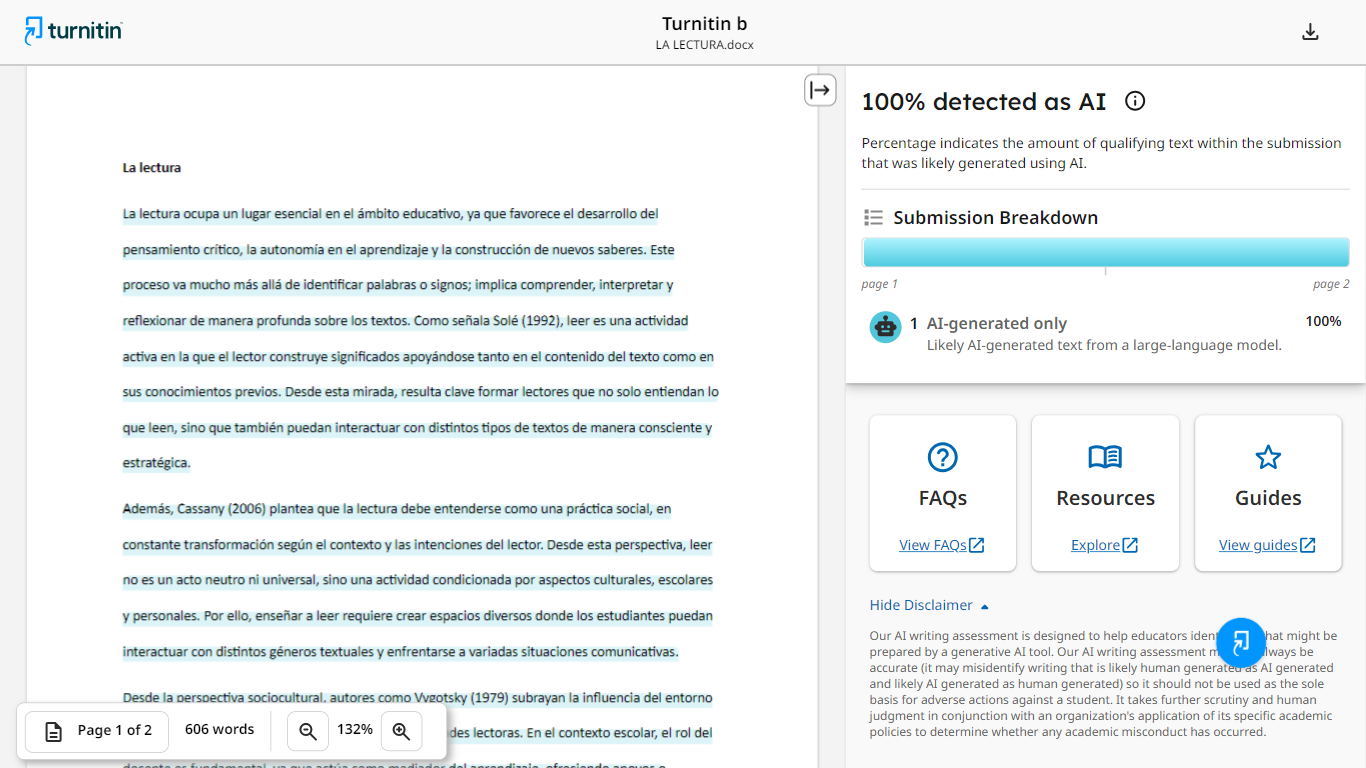 turnitin
Turnitin b
LA LECTURA.docx
La lectura
La lectura ocupa un lugar esencial en el ámbito educativo, ya que favorece el desarrollo del
pensamiento crítico, la autonomía en el aprendizaje y la construcción de nuevos saberes. Este
proceso va mucho más allá de identificar palabras o signos; implica comprender, interpretar y
reflexionar de manera profunda sobre los textos. Como señala Solé (1992), leer es una actividad
activa en la que el lector construye significados apoyándose tanto en el contenido del texto como en
sus conocimientos previos. Desde esta mirada, resulta clave formar lectores que no solo entiendan lo
que leen, sino que también puedan interactuar con distintos tipos de textos de manera consciente y
estratégica.
Además, Cassany (2006) plantea que la lectura debe entenderse como una práctica social, en
constante transformación según el contexto y las intenciones del lector. Desde esta perspectiva, leer
no es un acto neutro ni universal, sino una actividad condicionada por aspectos culturales, escolares
y personales. Por ello, enseñar a leer requiere crear espacios diversos donde los estudiantes puedan
interactuar con distintos géneros textuales y enfrentarse a variadas situaciones comunicativas.
Desde la perspectiva sociocultural, autores como Vygotsky (1979) subrayan la influencia del entorno
des lectoras. En el contexto escolar, el rol del
Page 1 of 2
606 words
132%
100% detected as AI
Percentage indicates the amount of qualifying text within the submission
that was likely generated using AI.
Submission Breakdown
page 1
page 2
1 AI-generated only 100%
Likely AI-generated text from a large-language model.
FAQs
View FAQs
Resources
Explore
Guides
View guides
Hide Disclaimer
Our AI writing assessment is designed to help educators that might be
prepared by a generative AI tool. Our AI writing assessment always be
accurate (it may misidentify writing that is likely human generated as AI generated
and likely AI generated as human generated) so it should not be used as the sole
basis for adverse actions against a student. It takes further scrutiny and human
judgment in conjunction with an organization's application of its specific academic
policies to determine whether any academic misconduct has occurred.